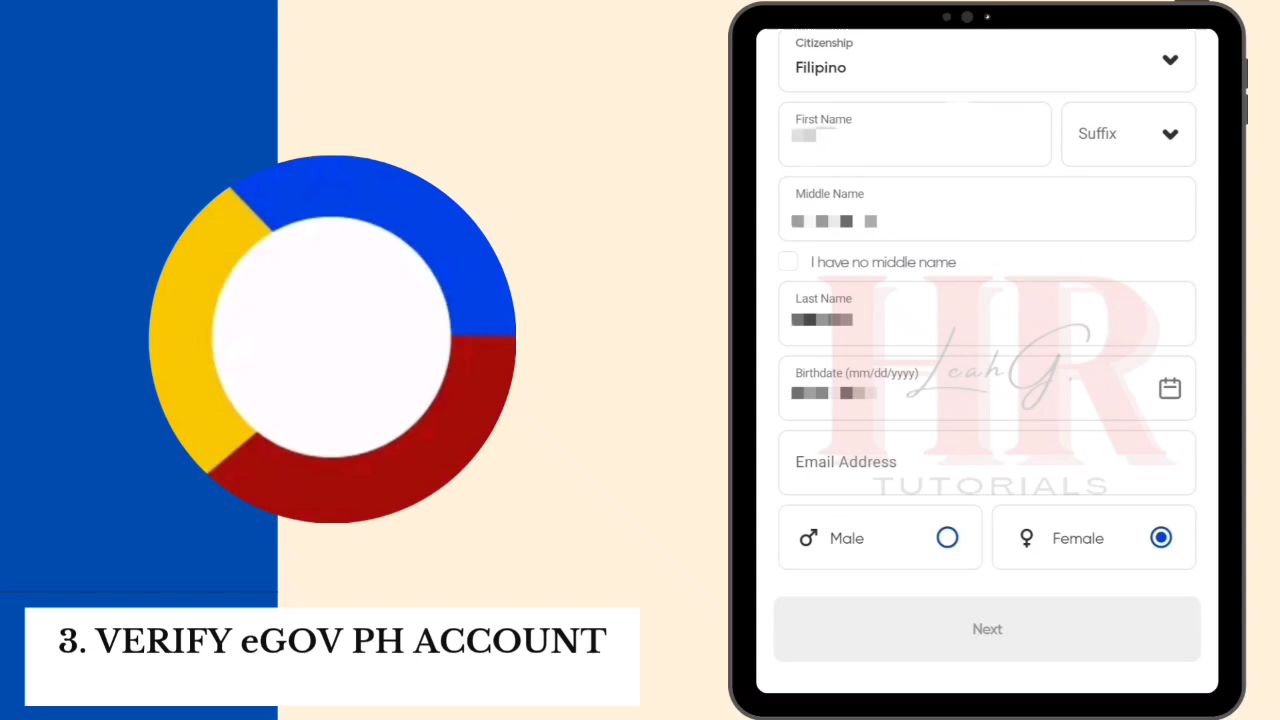 3. VERIFY eGOV PH ACCOUNT
Citizenship
Filipino
First Name
Suffix
Middle Name
I have no middle name
Last Name
Birthdate (mm/dd/yyyy)
Email Address
Male
Female
Next
HR
Leah G.
TUTORIALS